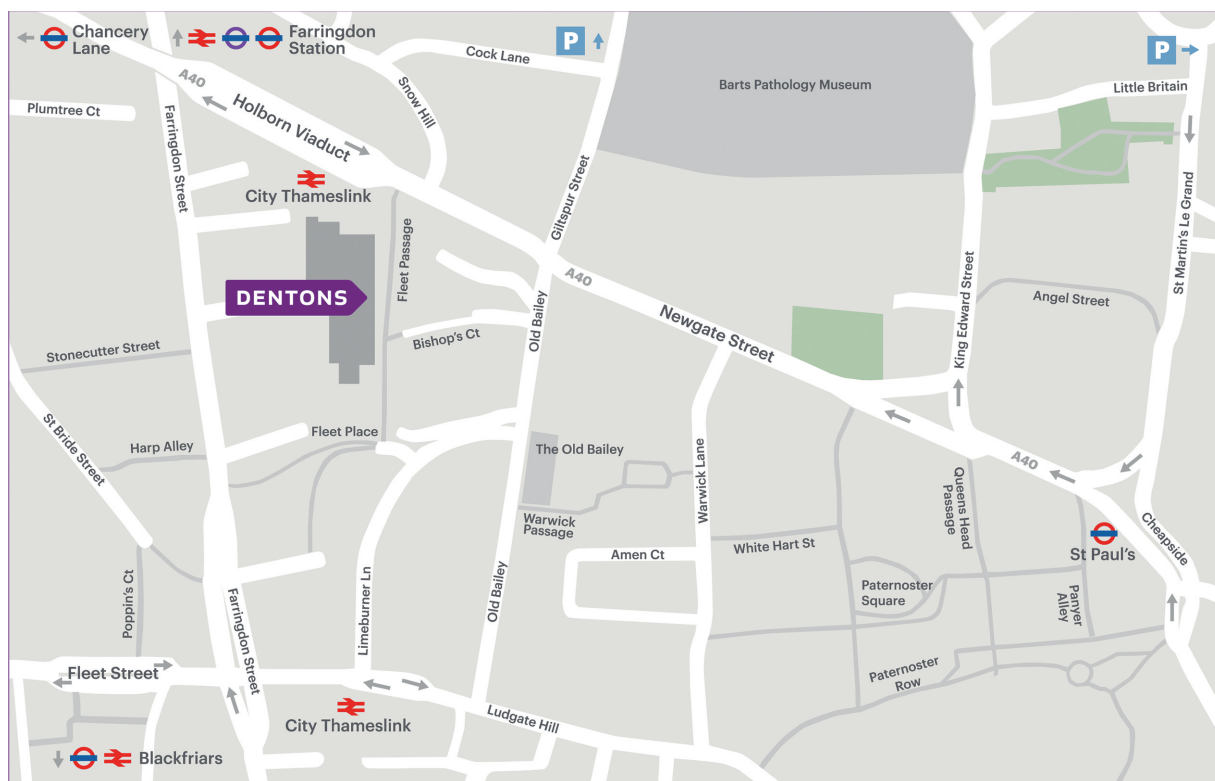 Chancery
Lane
Farringdon
Station
P
P
Cock Lane
A40
Snow Hill
Barts Pathology Museum
Little Britain
Plumtree Ct
Holborn Viaduct
Farringdon Street
City Thameslink
Giltspur Street
St Martin's Le Grand
Fleet Passage
King Edward Street
DENTONS
A40
Angel Street
Old Bailey
Newgate Street
Bishop's Ct
Stonecutter Street
St Bride Street
Harp Alley
Fleet Place
The Old Bailey
Warwick Lane
A40
Queens Head
Passage
Warwick
Passage
Cheapside
White Hart St
St Paul's
Amen Ct
Limeburner Ln
Old Bailey
Poppin's Ct
Farringdon Street
Paternoster
Square
Panyer
Alley
Fleet Street
Paternoster
Row
City Thameslink
Ludgate Hill
Blackfriars